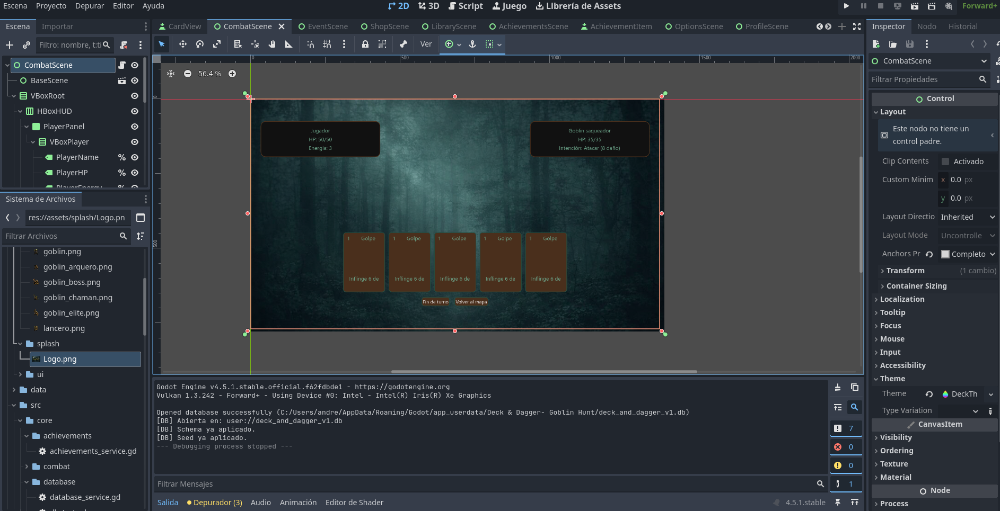 Escena Proyecto Depurar Editor Ayuda
2D 3D Script Juego Librería de Assets
Forward+
Escena Importar
Filtro: nombre, t:ti
CombatScene
BaseScene
VBoxRoot
HBoxHUD
PlayerPanel
VBoxPlayer
PlayerName %
PlayerHP %
PlayerEnergy %
Sistema de Archivos
res://assets/splash/Logo.pn
Filtrar Archivos
goblin.png
goblin_arquero.png
goblin_boss.png
goblin_chaman.png
goblin_elite.png
lancero.png
splash
Logo.png
ui
data
src
core
achievements
achievements_service.gd
combat
database
database_service.gd
CardView CombatScene EventScene ShopScene LibraryScene AchievementsScene AchievementItem OptionsScene ProfileScene
Ver
0 500 1000 1500 2000
56.4 %
0
500
Jugador
HP: 50/50
Energía: 3
Goblin saqueador
HP: 35/35
Intención: Atacar (8 daño)
1 Golpe 1 Golpe 1 Golpe 1 Golpe 1 Golpe
Inflinge 6 de Inflinge 6 de Inflinge 6 de Inflinge 6 de Inflinge 6 de
Fin de turno Volver al mapa
Godot Engine v4.5.1.stable.official.f62fdbde1 - https://godotengine.org
Vulkan 1.3.242 - Forward+ - Using Device #0: Intel - Intel(R) Iris(R) Xe Graphics
Opened database successfully (C:/Users/andre/AppData/Roaming/Godot/app_userdata/Deck & Dagger- Goblin Hunt/deck_and_dagger_v1.db)
[DB] Abierta en: user://deck_and_dagger_v1.db
[DB] Schema ya aplicado.
[DB] Seed ya aplicado.
--- Debugging process stopped ---
7
0
0
1
Filtrar Mensajes
Salida Depurador (3) Audio Animación Editor de Shader
4.5.1.stable
Inspector Nodo Historial
CombatScene
Filtrar Propiedades
Control
Layout
Este nodo no tiene un
control padre.
Clip Contents Activado
Custom Minim x 0.0 px
y 0.0 px
Layout Directio Inherited
Layout Mode Uncontrolle
Anchors Pr Completo
Transform (1 cambio)
Container Sizing
Localization
Tooltip
Focus
Mouse
Input
Accessibility
Theme
Theme DeckTh
Type Variation
CanvasItem
Visibility
Ordering
Texture
Material
Node
Process